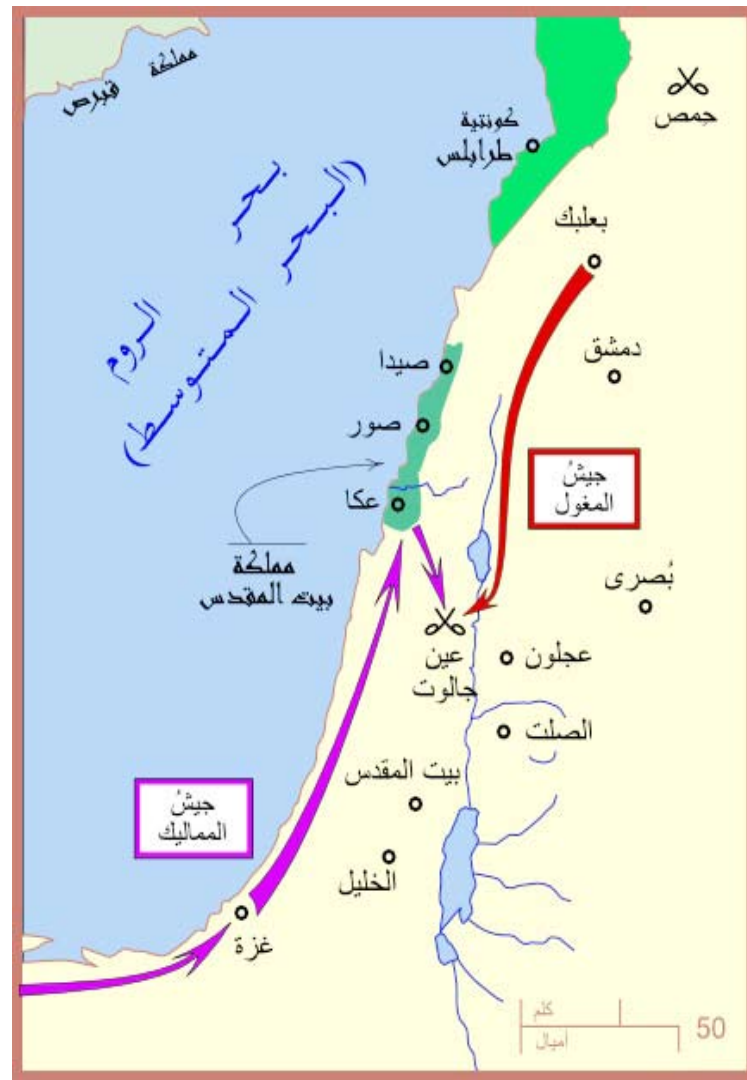 مملكة قبرص
حِمص
كونتية
طرابلس
بعلبك
بحر الروم
(البحر المتوسط)
دمشق
صيدا
صور
جيشُ
المغول
عكا
مملكة
بيت المقدس
بُصرى
عين
جالوت
عجلون
الصلت
بيت المقدس
جيشُ
المماليك
الخليل
غزة
كلم
أميال
50